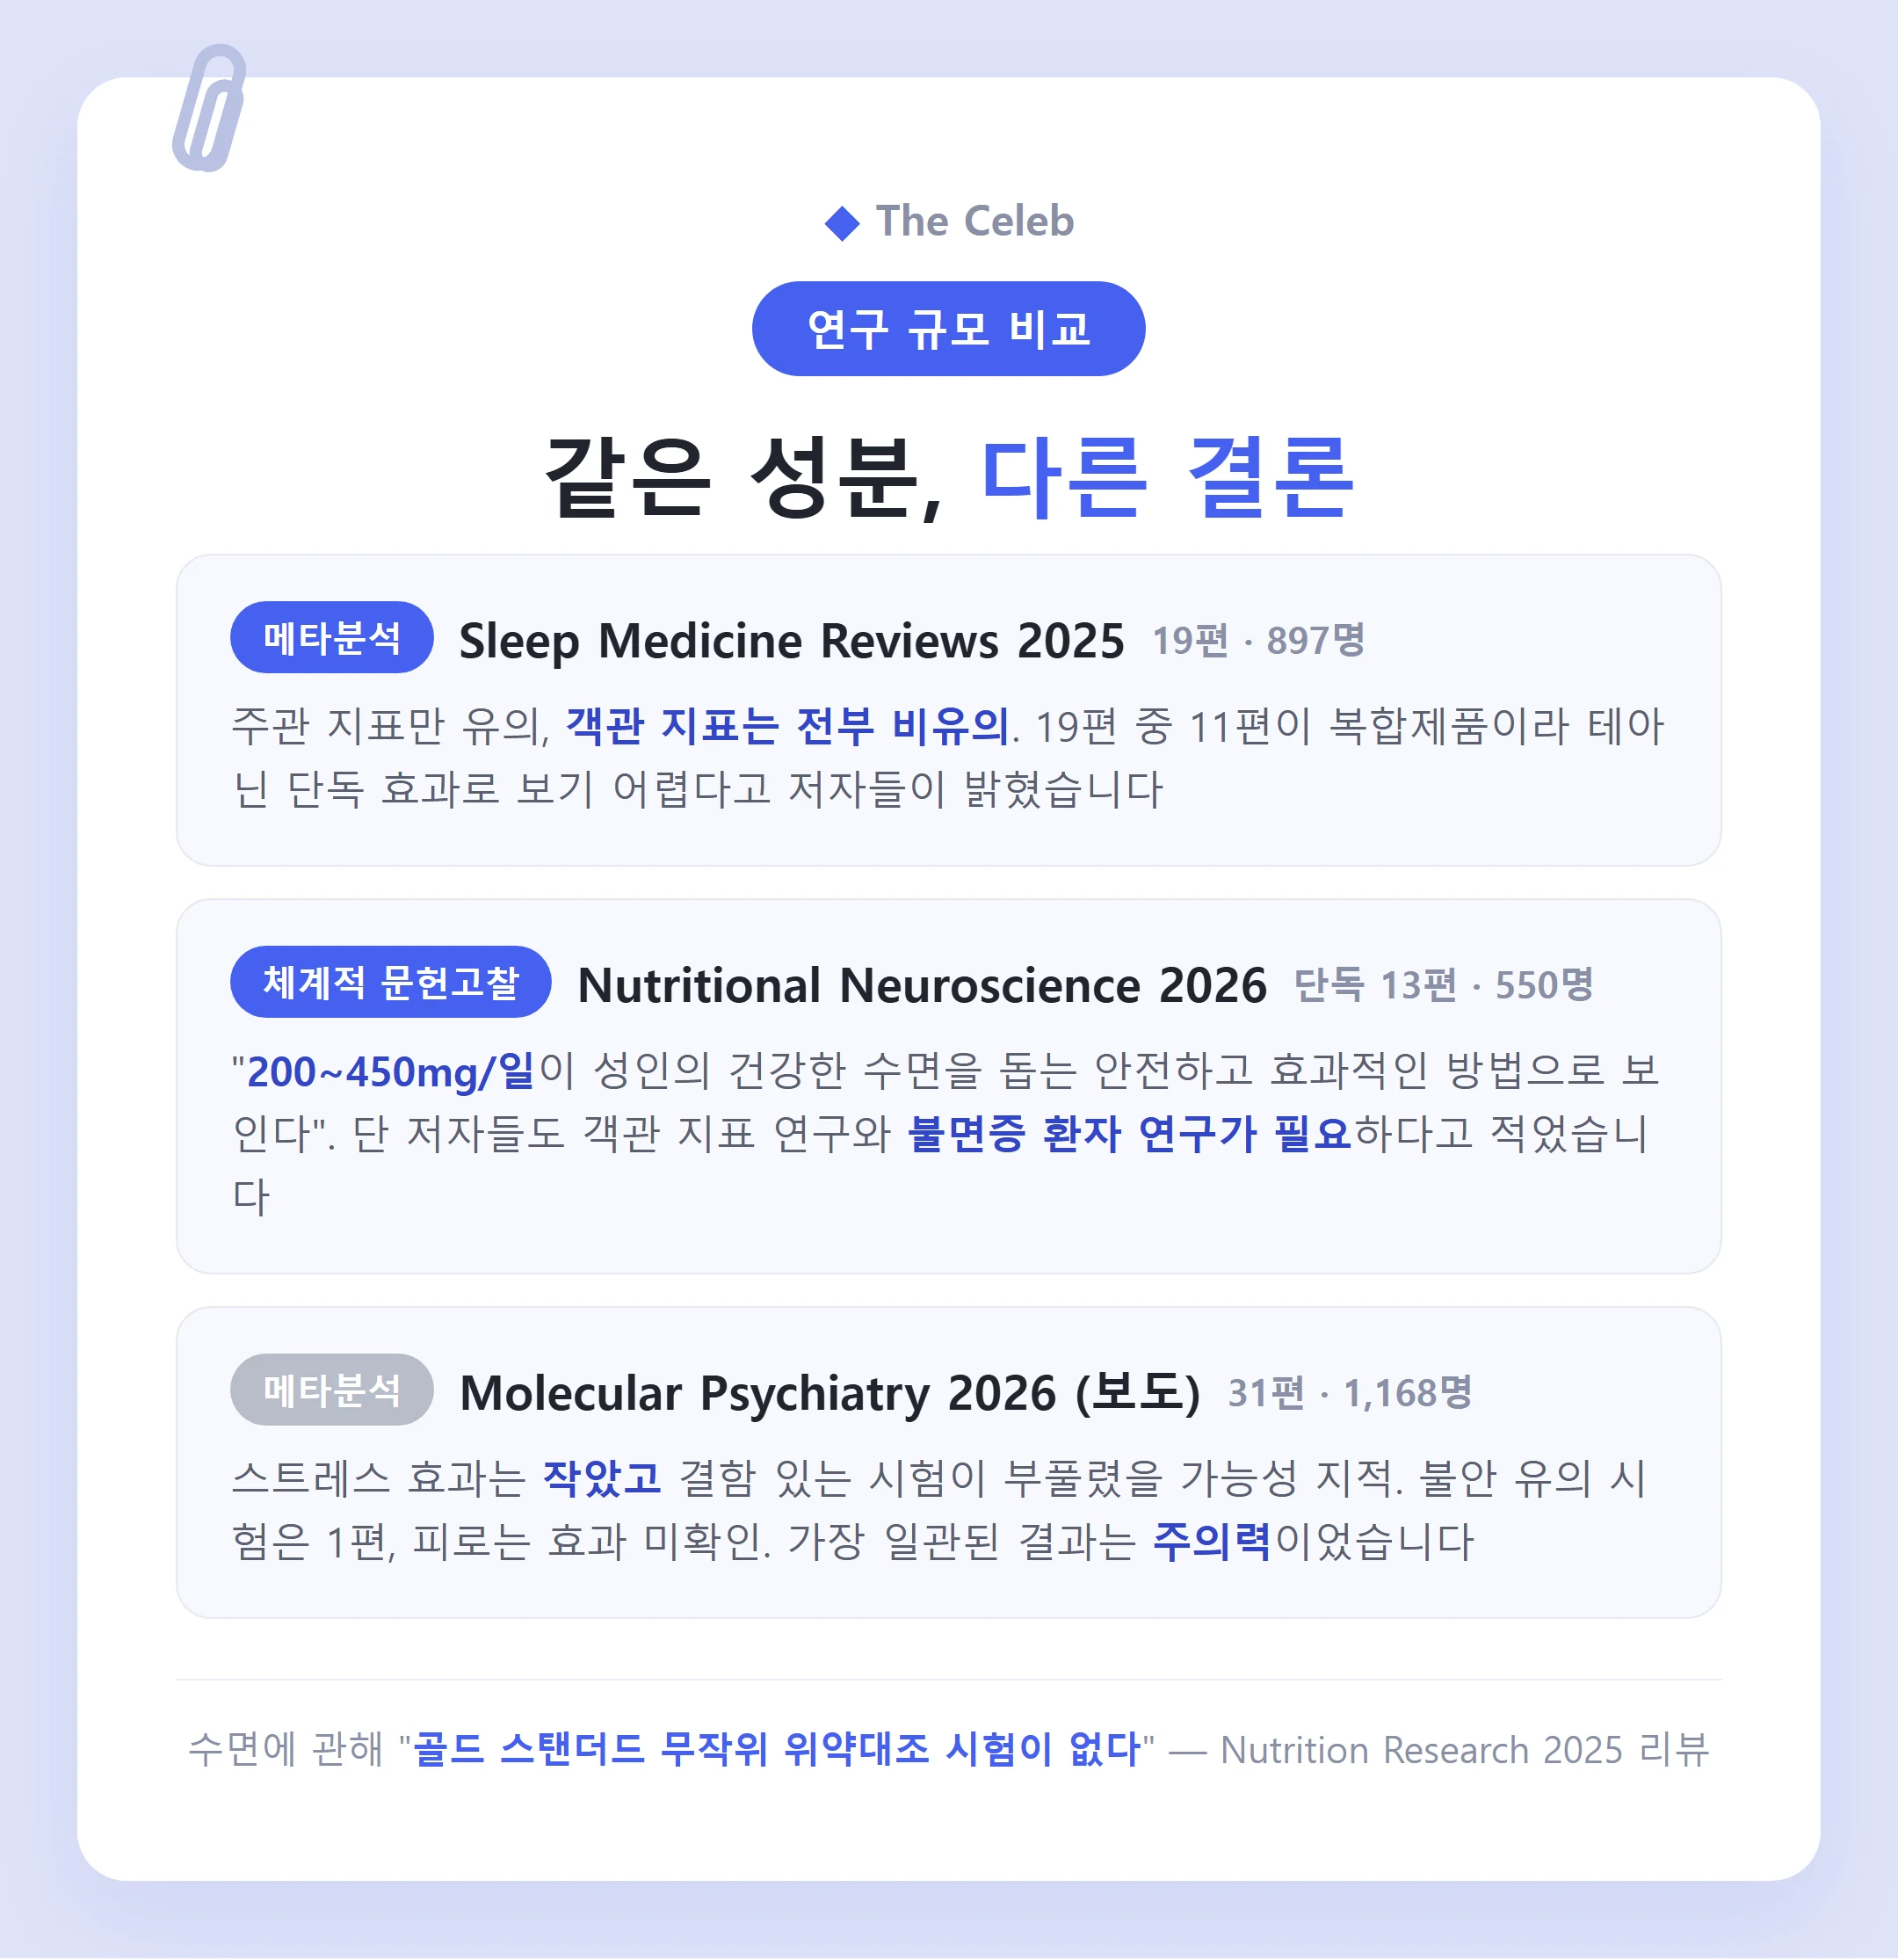 The Celeb
연구 규모 비교
같은 성분, 다른 결론
메타분석 Sleep Medicine Reviews 2025 19편 · 897명
주관 지표만 유의, 객관 지표는 전부 비유의. 19편 중 11편이 복합제품이라 테아
닌 단독 효과로 보기 어렵다고 저자들이 밝혔습니다
체계적 문헌고찰 Nutritional Neuroscience 2026 단독 13편 · 550명
"200~450mg/일이 성인의 건강한 수면을 돕는 안전하고 효과적인 방법으로 보
인다". 단 저자들도 객관 지표 연구와 불면증 환자 연구가 필요하다고 적었습니
다
메타분석 Molecular Psychiatry 2026 (보도) 31편 · 1,168명
스트레스 효과는 작았고 결함 있는 시험이 부풀렸을 가능성 지적. 불안 유의 시
험은 1편, 피로는 효과 미확인. 가장 일관된 결과는 주의력이었습니다
수면에 관해 "골드 스탠더드 무작위 위약대조 시험이 없다" — Nutrition Research 2025 리뷰